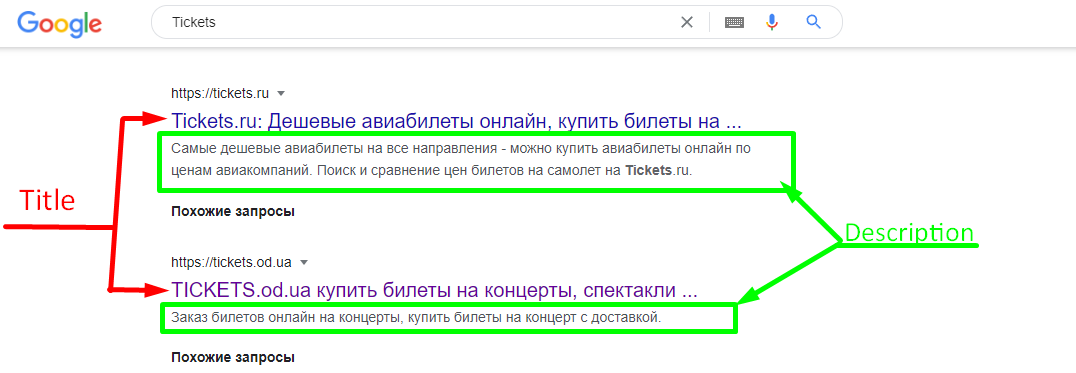 Google
Tickets
https://tickets.ru
Tickets.ru: Дешевые авиабилеты онлайн, купить билеты на ...
Самые дешевые авиабилеты на все направления - можно купить авиабилеты онлайн по
ценам авиакомпаний. Поиск и сравнение цен билетов на самолет на Tickets.ru.
Title
Похожие запросы
Description
https://tickets.od.ua
TICKETS.od.ua купить билеты на концерты, спектакли ...
Заказ билетов онлайн на концерты, купить билеты на концерт с доставкой.
Похожие запросы